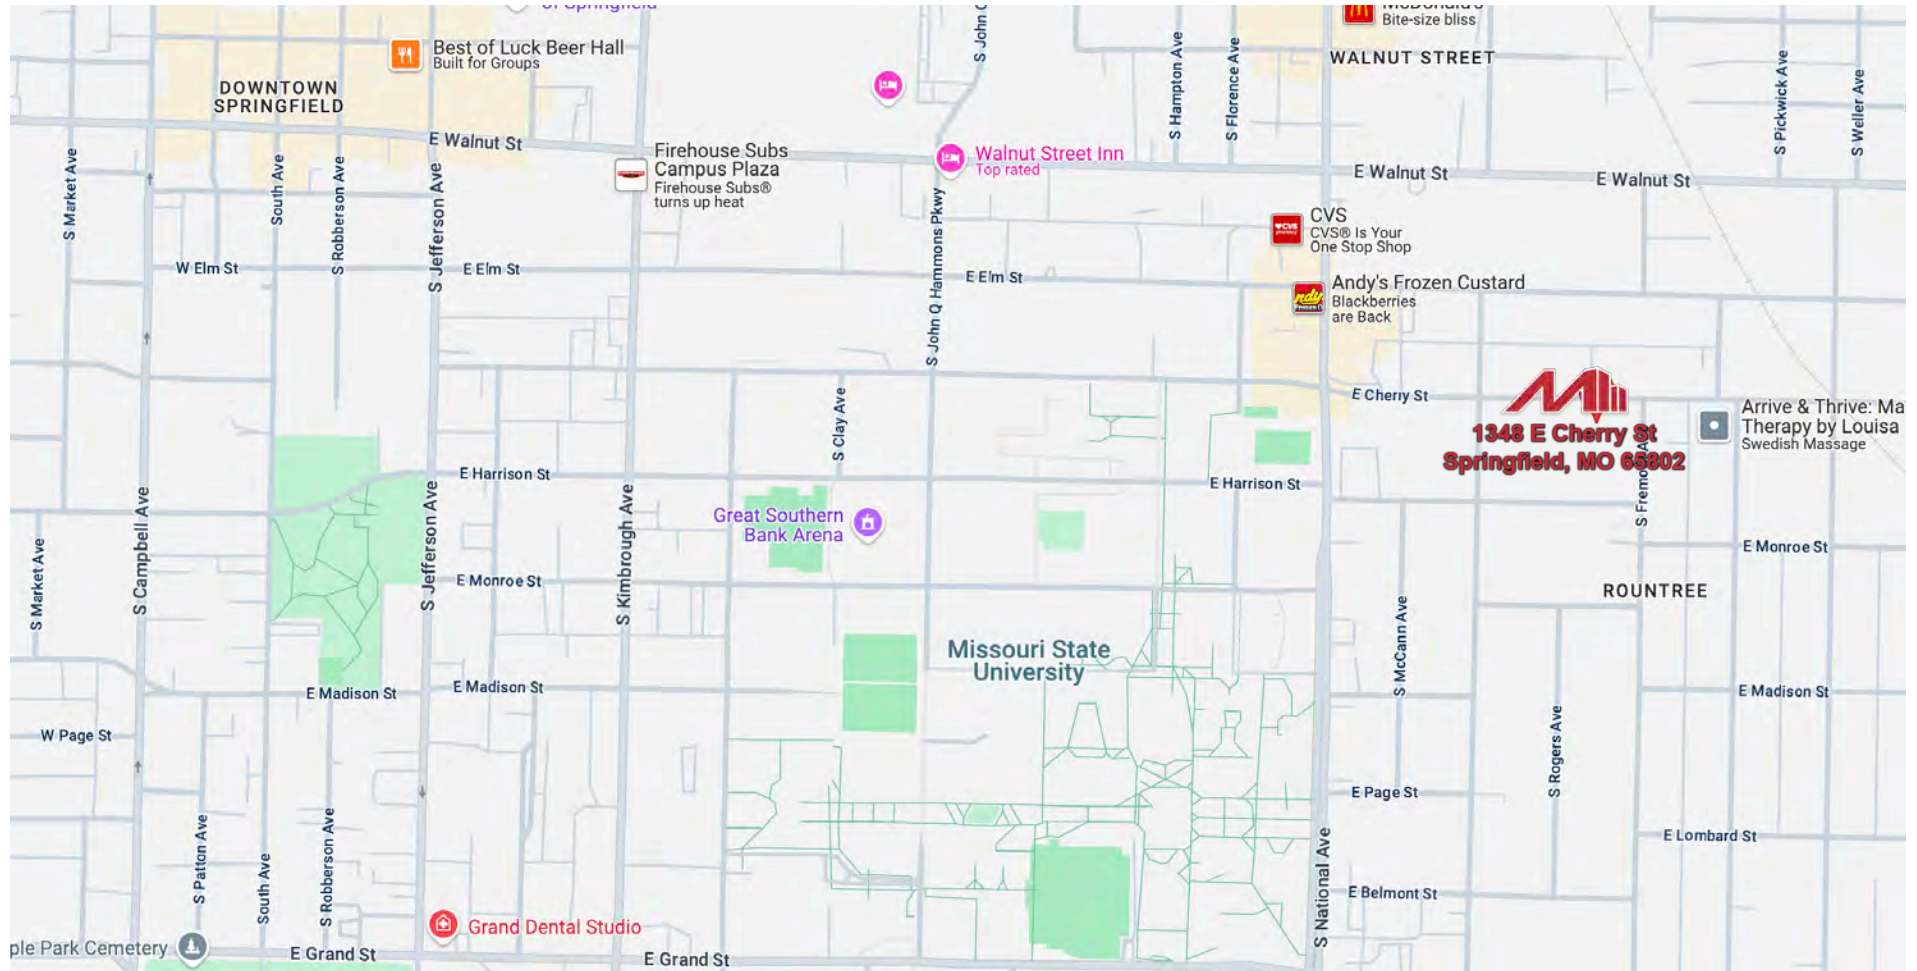 of Springfield
McDonald's
Bite-size bliss
Best of Luck Beer Hall
Built for Groups
WALNUT STREET
DOWNTOWN
SPRINGFIELD
S Hampton Ave
S Florence Ave
S Pickwick Ave
S Weller Ave
E Walnut St
Firehouse Subs
Campus Plaza
Firehouse Subs®
turns up heat
Walnut Street Inn
Top rated
E Walnut St
E Walnut St
S Market Ave
South Ave
S Robberson Ave
S Jefferson Ave
S John Q Hammons Pkwy
CVS
CVS® Is Your
One Stop Shop
W Elm St
E Elm St
E Elm St
Andy's Frozen Custard
Blackberries
are Back
E Cherry St
1348 E Cherry St
Springfield, MO 65802
Arrive & Thrive: Ma
Therapy by Louisa
Swedish Massage
S Clay Ave
E Harrison St
E Harrison St
S Campbell Ave
S Jefferson Ave
S Kimbrough Ave
Great Southern
Bank Arena
S Market Ave
E Monroe St
E Monroe St
ROUNTREE
S McCann Ave
Missouri State
University
E Madison St
E Madison St
E Madison St
W Page St
S Rogers Ave
E Page St
S Patton Ave
South Ave
S Robberson Ave
E Lombard St
S National Ave
E Belmont St
Grand Dental Studio
ple Park Cemetery
E Grand St
E Grand St